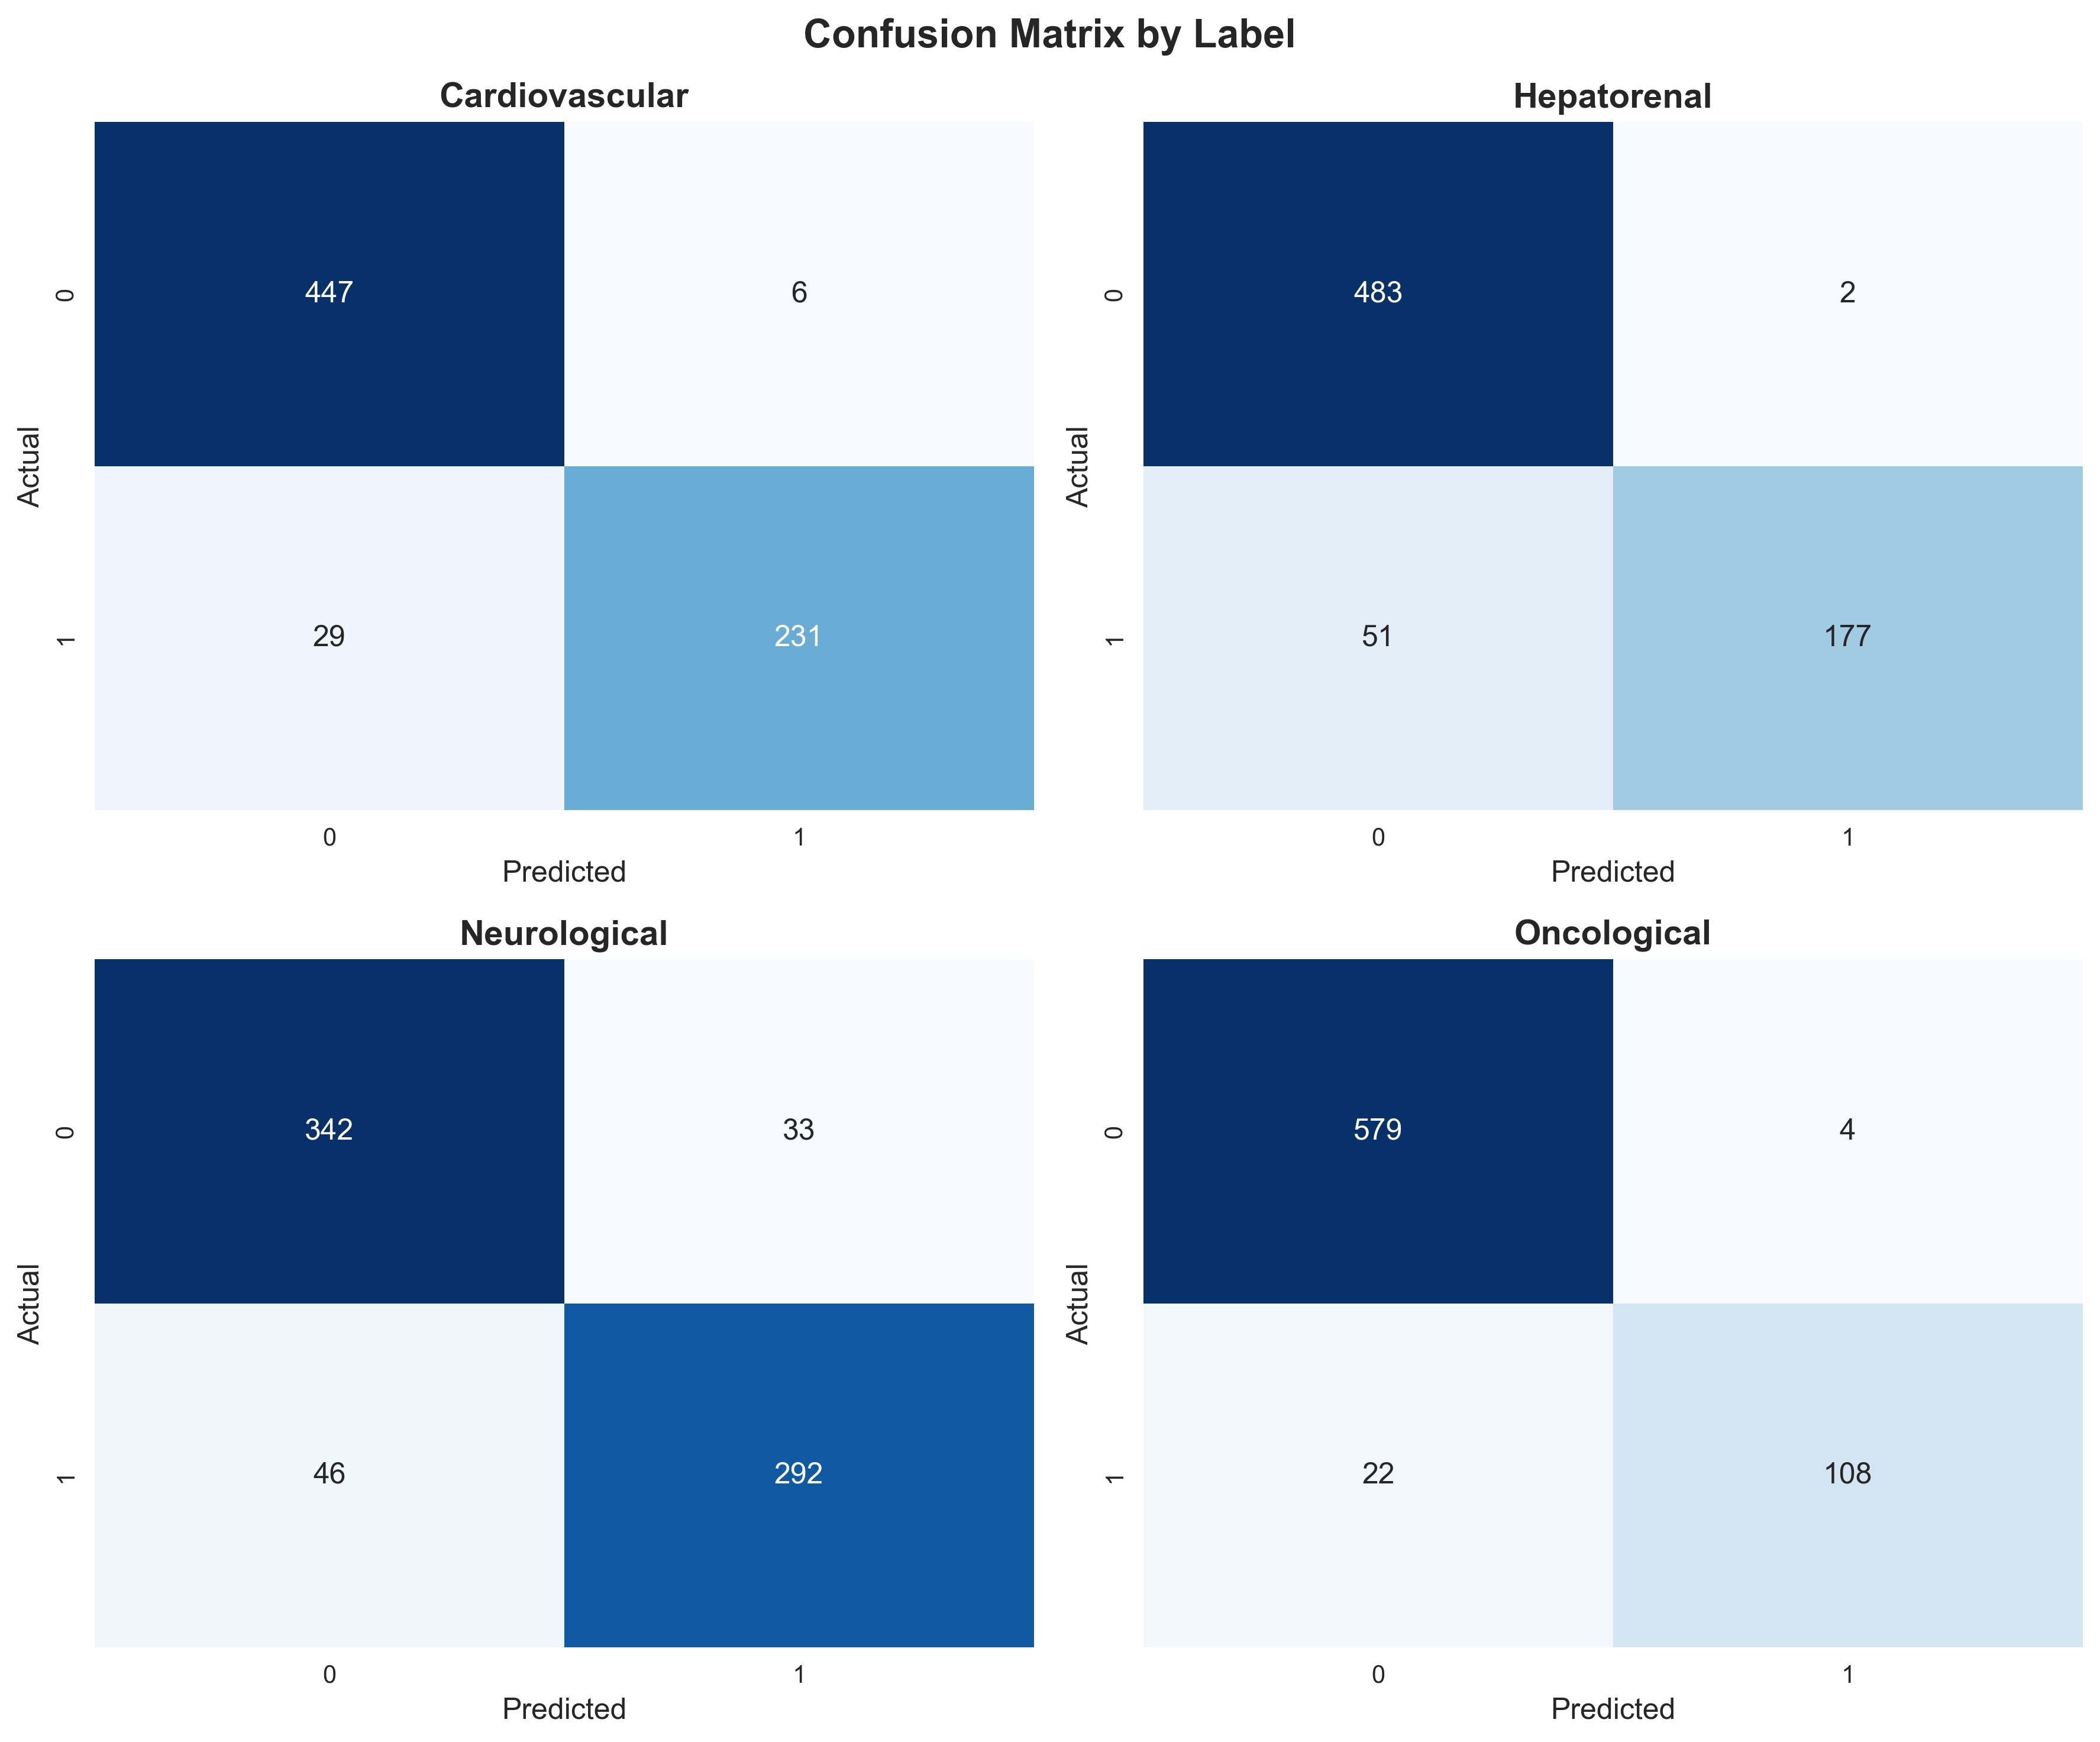 Confusion Matrix by Label
Cardiovascular
0
447
6
Actual
1
29
231
0
1
Predicted
Hepatorenal
0
483
2
Actual
1
51
177
0
1
Predicted
Neurological
0
342
33
Actual
1
46
292
0
1
Predicted
Oncological
0
579
4
Actual
1
22
108
0
1
Predicted